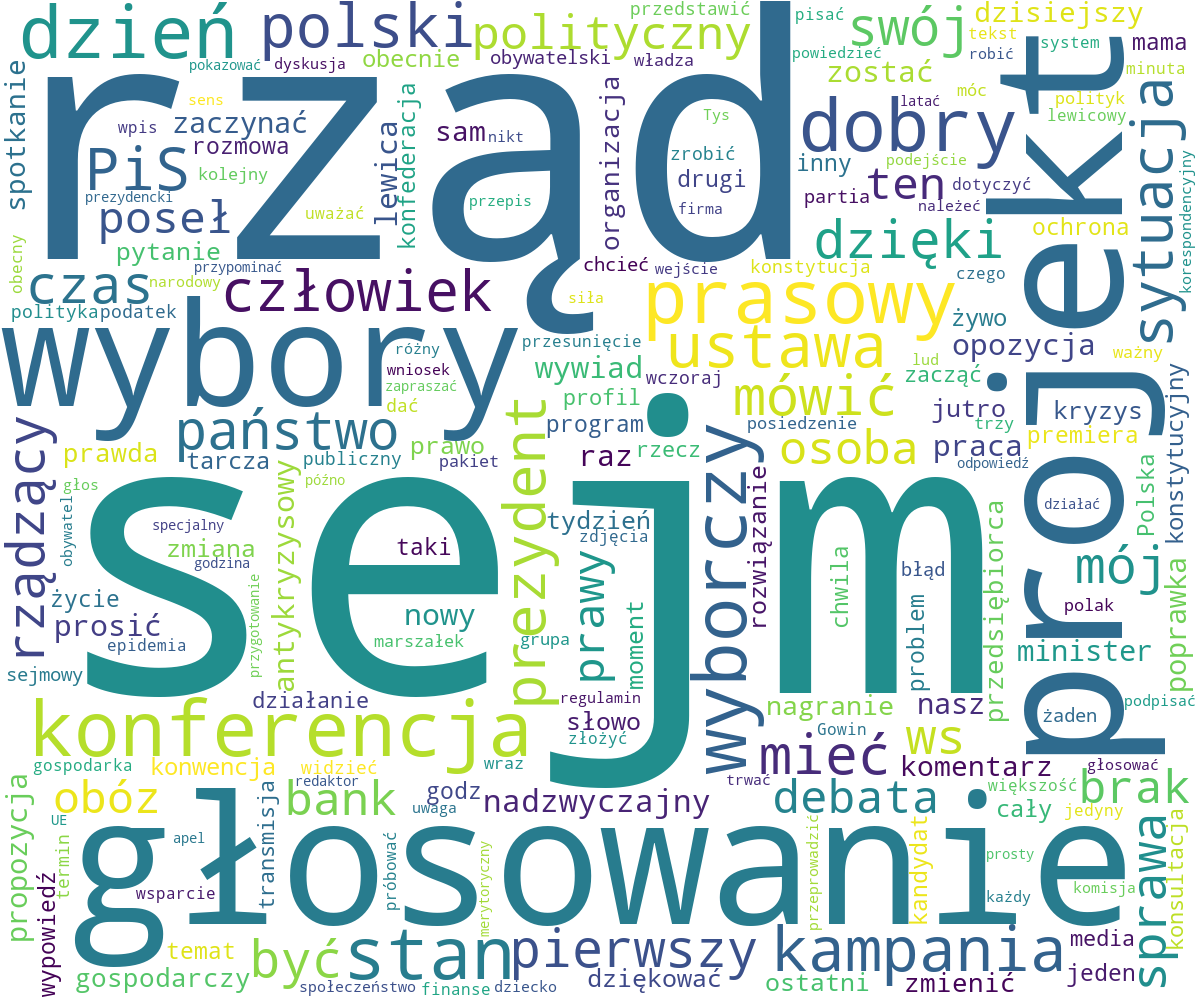 dzień
polski
polityczny
przedstawić
pisać
swój
dzisiejszy
tekst
robić
system
mama
minuta
pokazować
dyskusja
obecnie
obywatelski
władza
powiedzieć
zostać
spotkanie
rząd
sens
wpis
zaczynać
rozmowa
lewica
konfederacja
sam
nikt
organizacja
Tys
zrobić
drugi
firma
dobry
inny
partia
latać
móc
polityk
lewicowy
projekt
sytuacja
korespondencyjny
PiS
kolejny
prezydencki
poseł
uważać
przepis
podejście
ten
dotyczyć
należeć
ochrona
pytanie
obecny
czas
przypominać
narodowy
człowiek
chcieć
wejście
konstytucja
dzięki
czego
siła
prasowy
polityka
podatek
wybory
różny
wniosek
zapraszać
dać
przesunięcie
wywiad
profil
wczoraj
ustawa
lud
zacząć
żywo
opozycja
ważny
mówić
jutro
trzy
kryzys
konstytucyjny
państwo
prawda
tarcza
publiczny
prawo
pakiet
prezydent
program
rzecz
raz
wyborczy
posiedzenie
osoba
praca
premiera
odpowiedź
rządzący
głos
obywatel
późno
antykryzysowy
sejm
specjalny
zmiana
godzina
taki
tydzień
zdjęcia
rozwiązanie
działać
Polska
życie
prosić
epidemia
przygotowanie
nowy
marszałek
grupa
prawy
moment
chwila
błąd
problem
przedsiębiorca
mój
polak
poprawka
sejmowy
minister
działanie
regulamin
słowo
złożyć
nagranie
Gowin
nasz
żaden
podpisać
konferencja
gospodarka
konwencja
widzieć
wraz
mieć
ws
komentarz
głosować
propozycja
obóz
transmisja
redaktor
bank
godz
uwaga
nadzwyczajny
trwać
debata
większość
cały
jedyny
brak
UE
apel
termin
głosowanie
wsparcie
próbować
merytoryczny
przeprowadzić
kandydat
prosty
każdy
komisja
sprawa
konsultacja
wypowiedź
temat
gospodarczy
być
stan
społeczeństwo
finanse
dziecko
pierwszy
dziękować
kampania
ostatni
zmienić
media
jeden